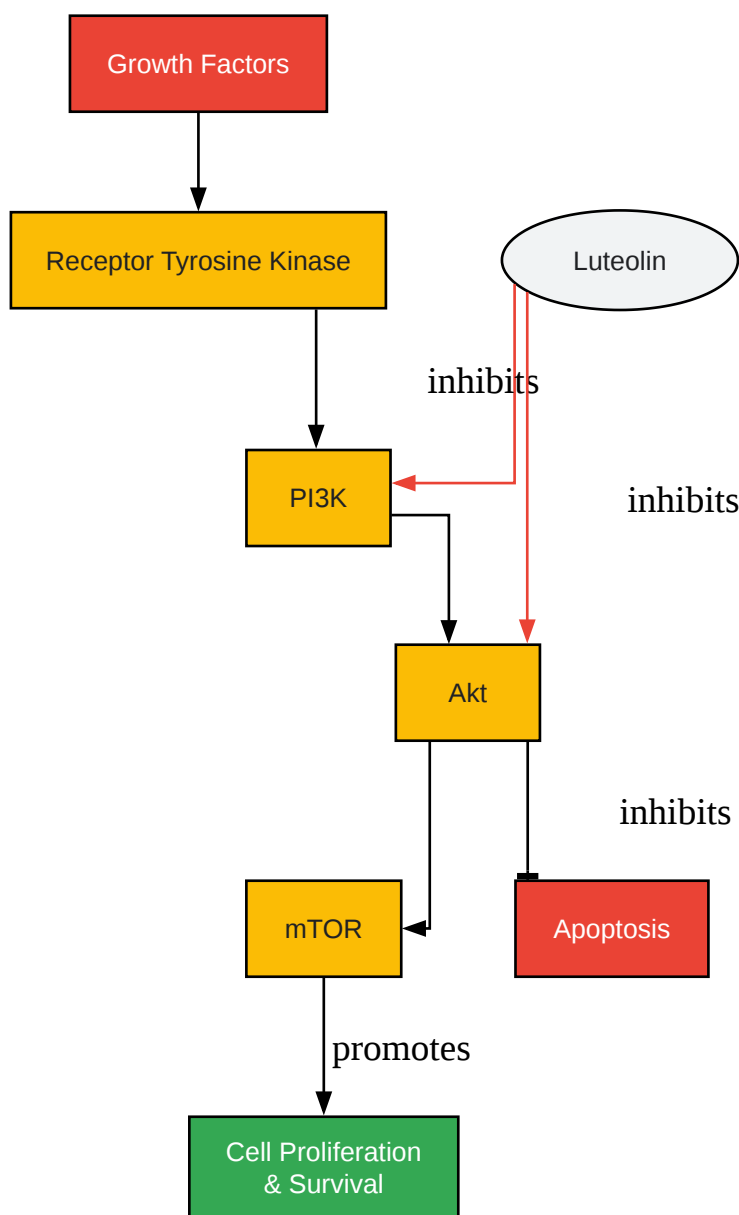 Growth Factors
Receptor Tyrosine Kinase
Luteolin
inhibits
PI3K
inhibits
Akt
inhibits
mTOR
Apoptosis
promotes
Cell Proliferation
& Survival